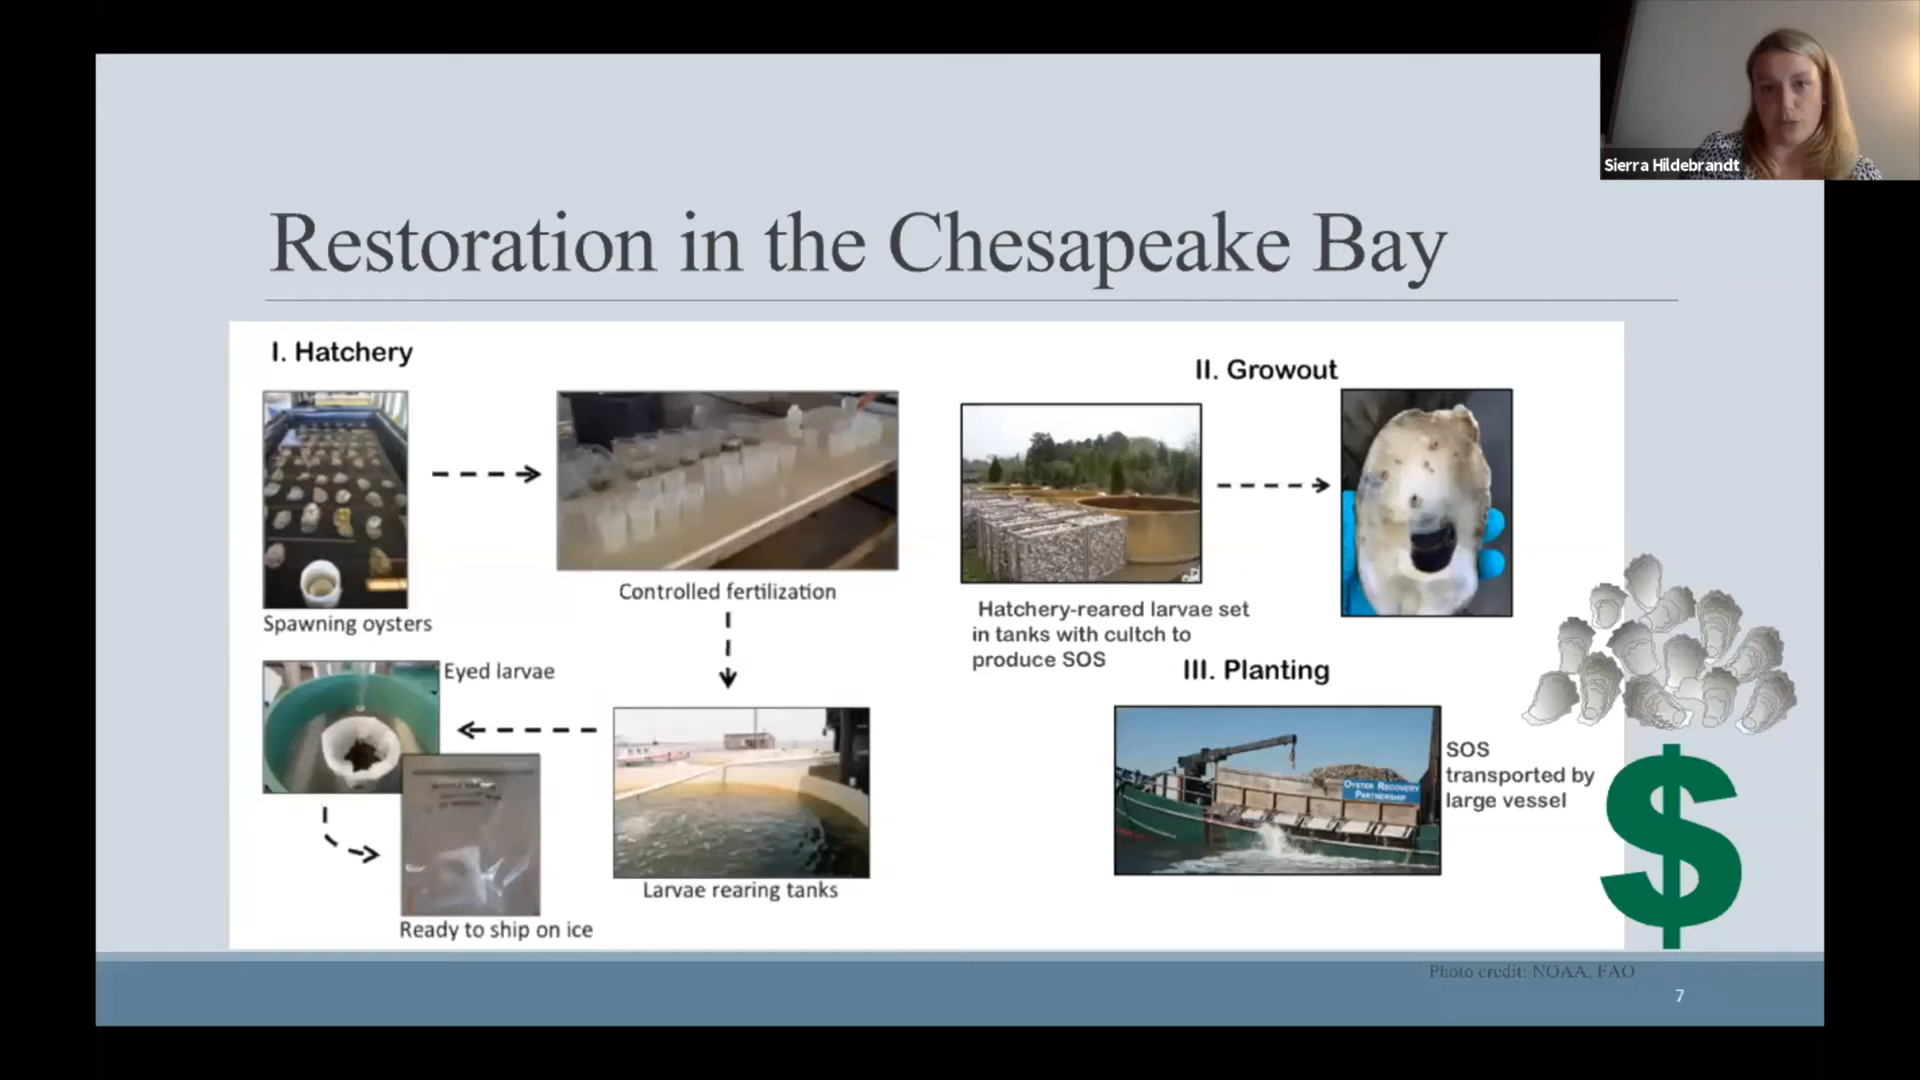 Sierra Hildebrandt
Restoration in the Chesapeake Bay
I. Hatchery
Spawning oysters
Controlled fertilization
Eyed larvae
Larvae rearing tanks
Ready to ship on ice
II. Growout
Hatchery-reared larvae set
in tanks with cultch to
produce SOS
III. Planting
OYSTER RECOVERY
PARTNERSHIP
SOS
transported by
large vessel
$
Photo credit: NOAA, FAO
7